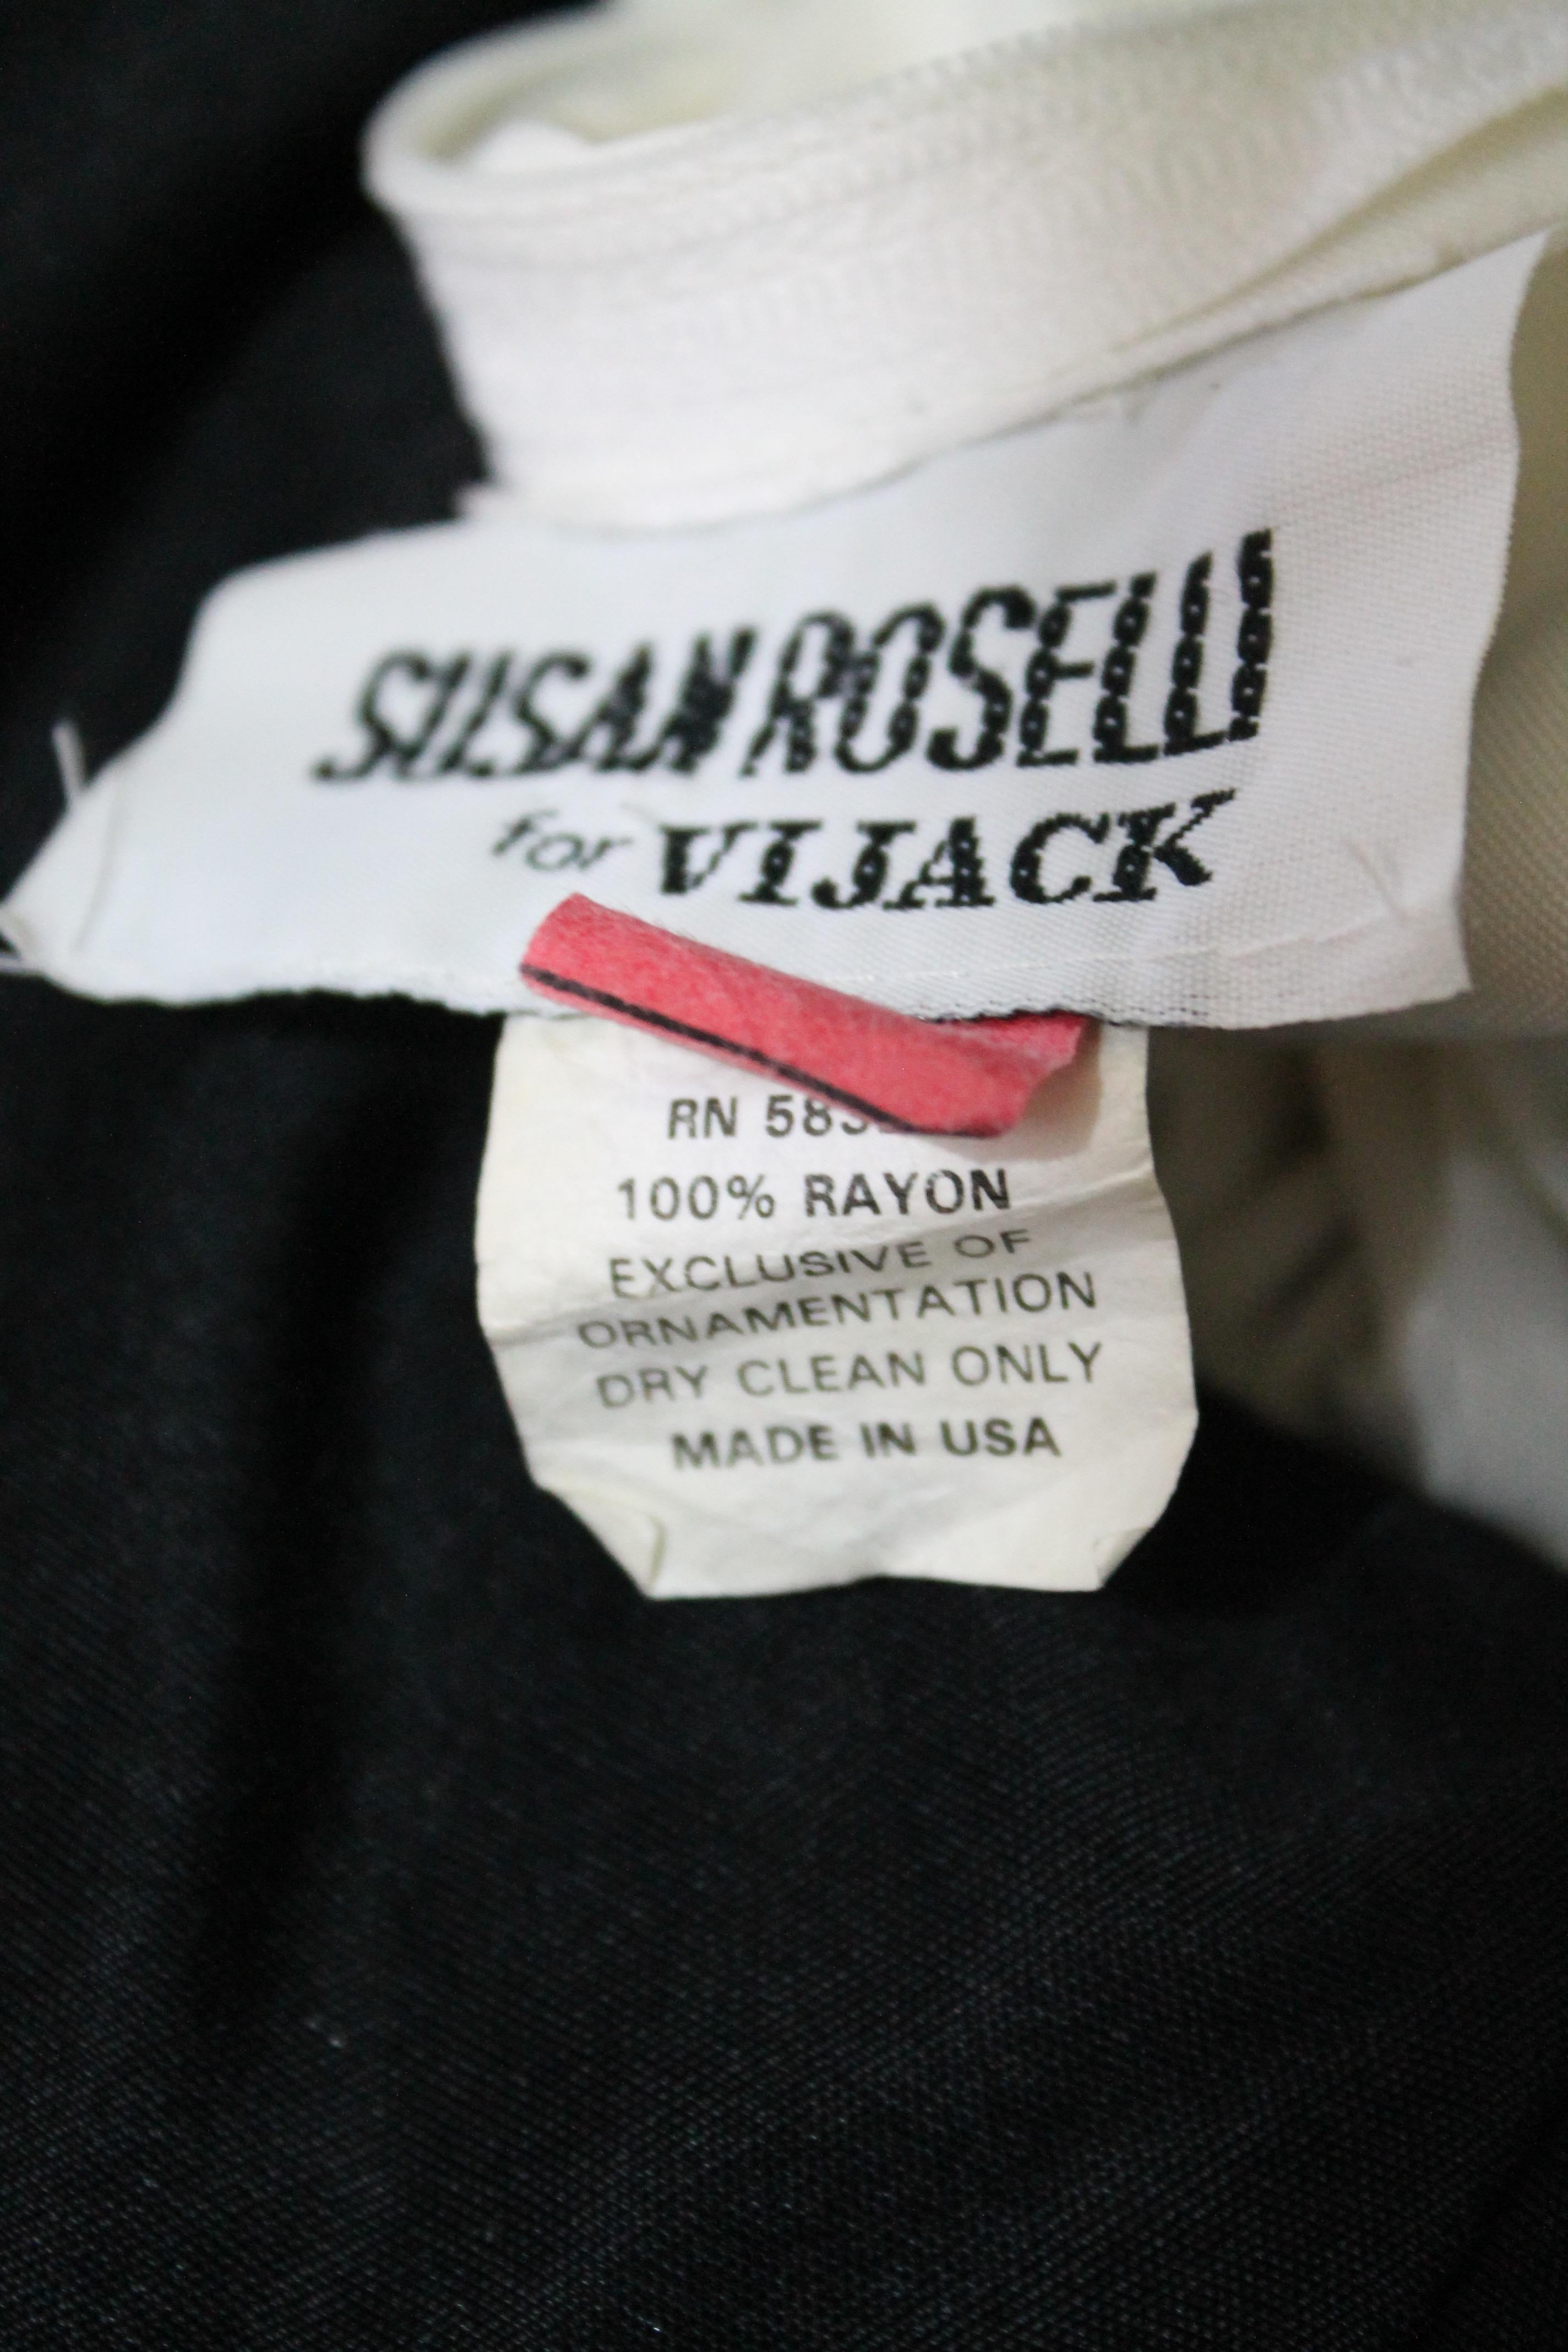 SUSAN ROSELLI
for VIJACK
RN
100% RAYON
EXCLUSIVE OF
ORNAMENTATION
DRY CLEAN ONLY
MADE IN USA